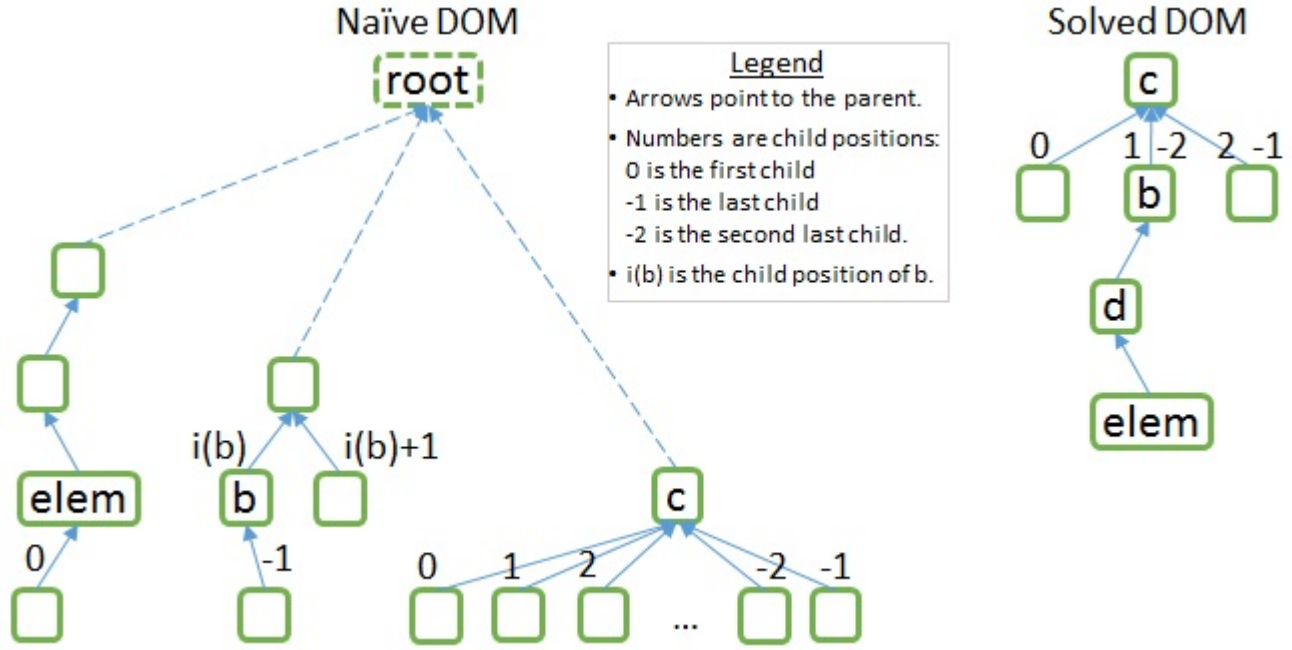 Naïve DOM
root
Legend
• Arrows point to the parent.
• Numbers are child positions:
0 is the first child
-1 is the last child
-2 is the second last child.
• i(b) is the child position of b.
i(b)
i(b)+1
elem
b
c
0
-1
0
1
2
-2
-1
...
Solved DOM
c
0
1
-2
2
-1
b
d
elem